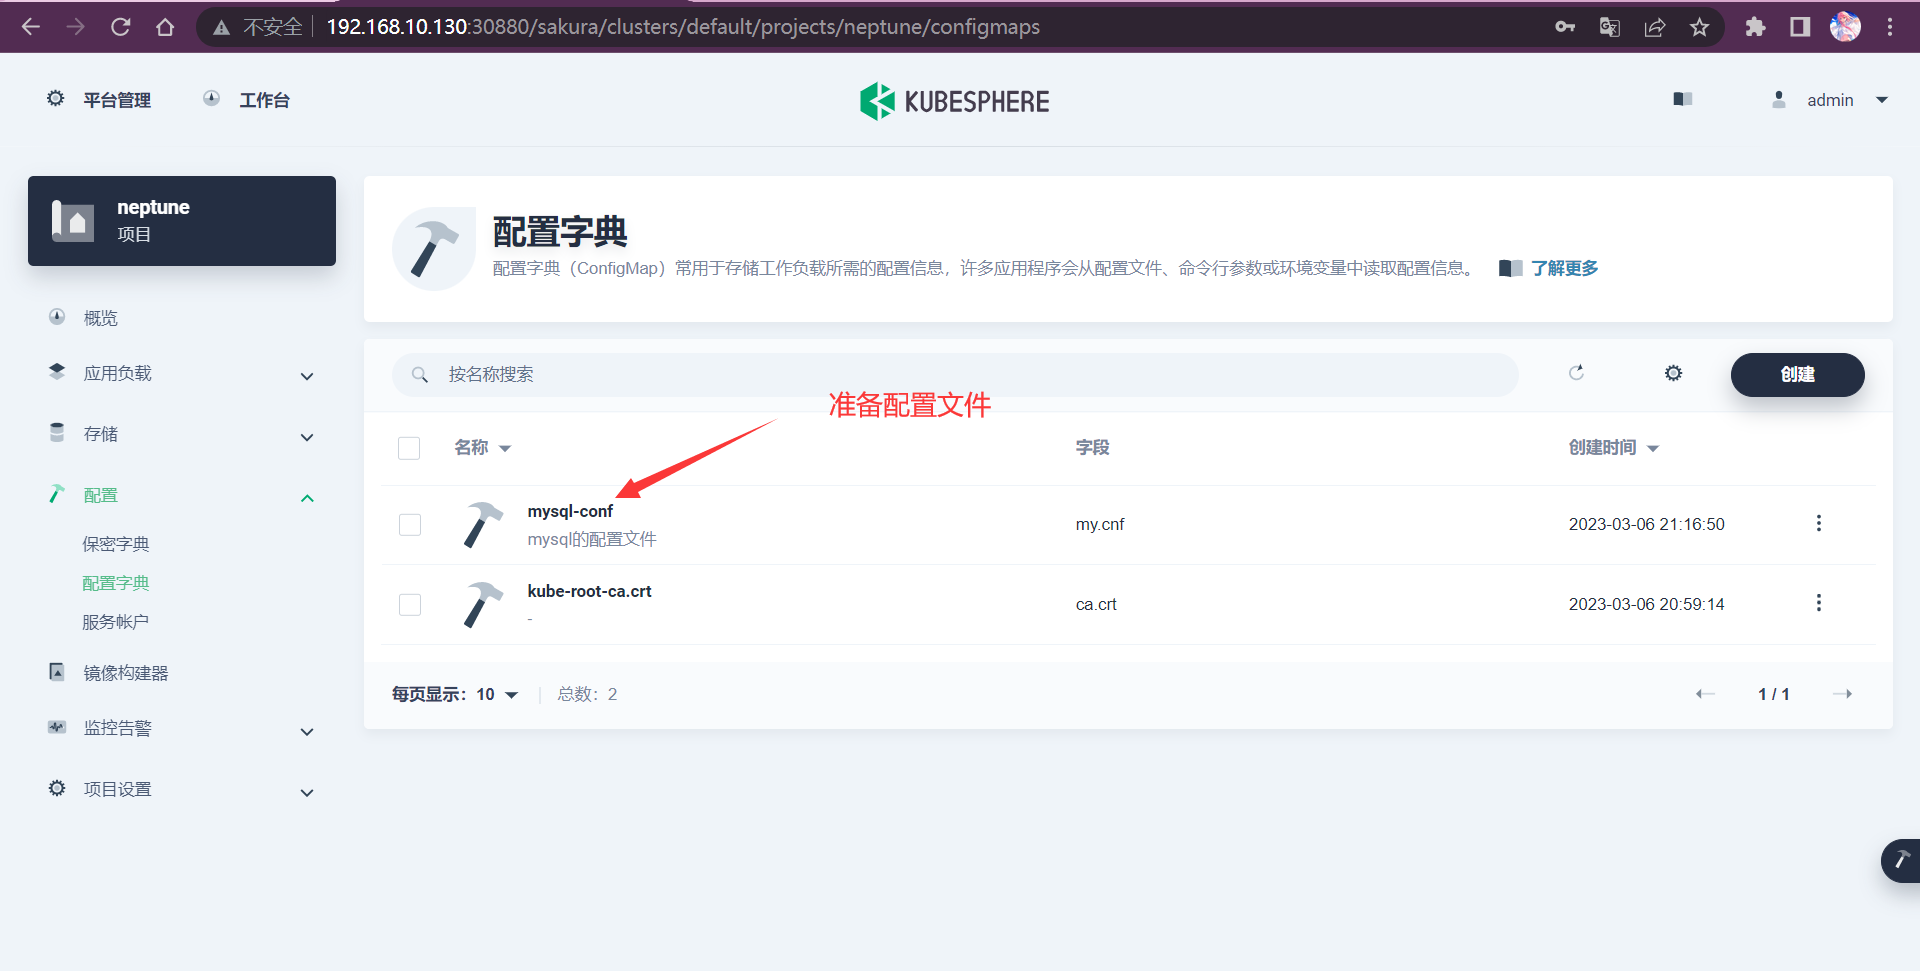 不安全
192.168.10.130:30880/sakura/clusters/default/projects/neptune/configmaps
平台管理
工作台
KUBESPHERE
admin
neptune
项目
概览
应用负载
存储
配置
保密字典
配置字典
服务帐户
镜像构建器
监控告警
项目设置
配置字典
配置字典（ConfigMap）常用于存储工作负载所需的配置信息，许多应用程序会从配置文件、命令行参数或环境变量中读取配置信息。 了解更多
按名称搜索
创建
准备配置文件
名称 字段 创建时间
mysql-conf
mysql的配置文件
my.cnf
2023-03-06 21:16:50
kube-root-ca.crt
-
ca.crt
2023-03-06 20:59:14
每页显示：10 总数：2
1 / 1